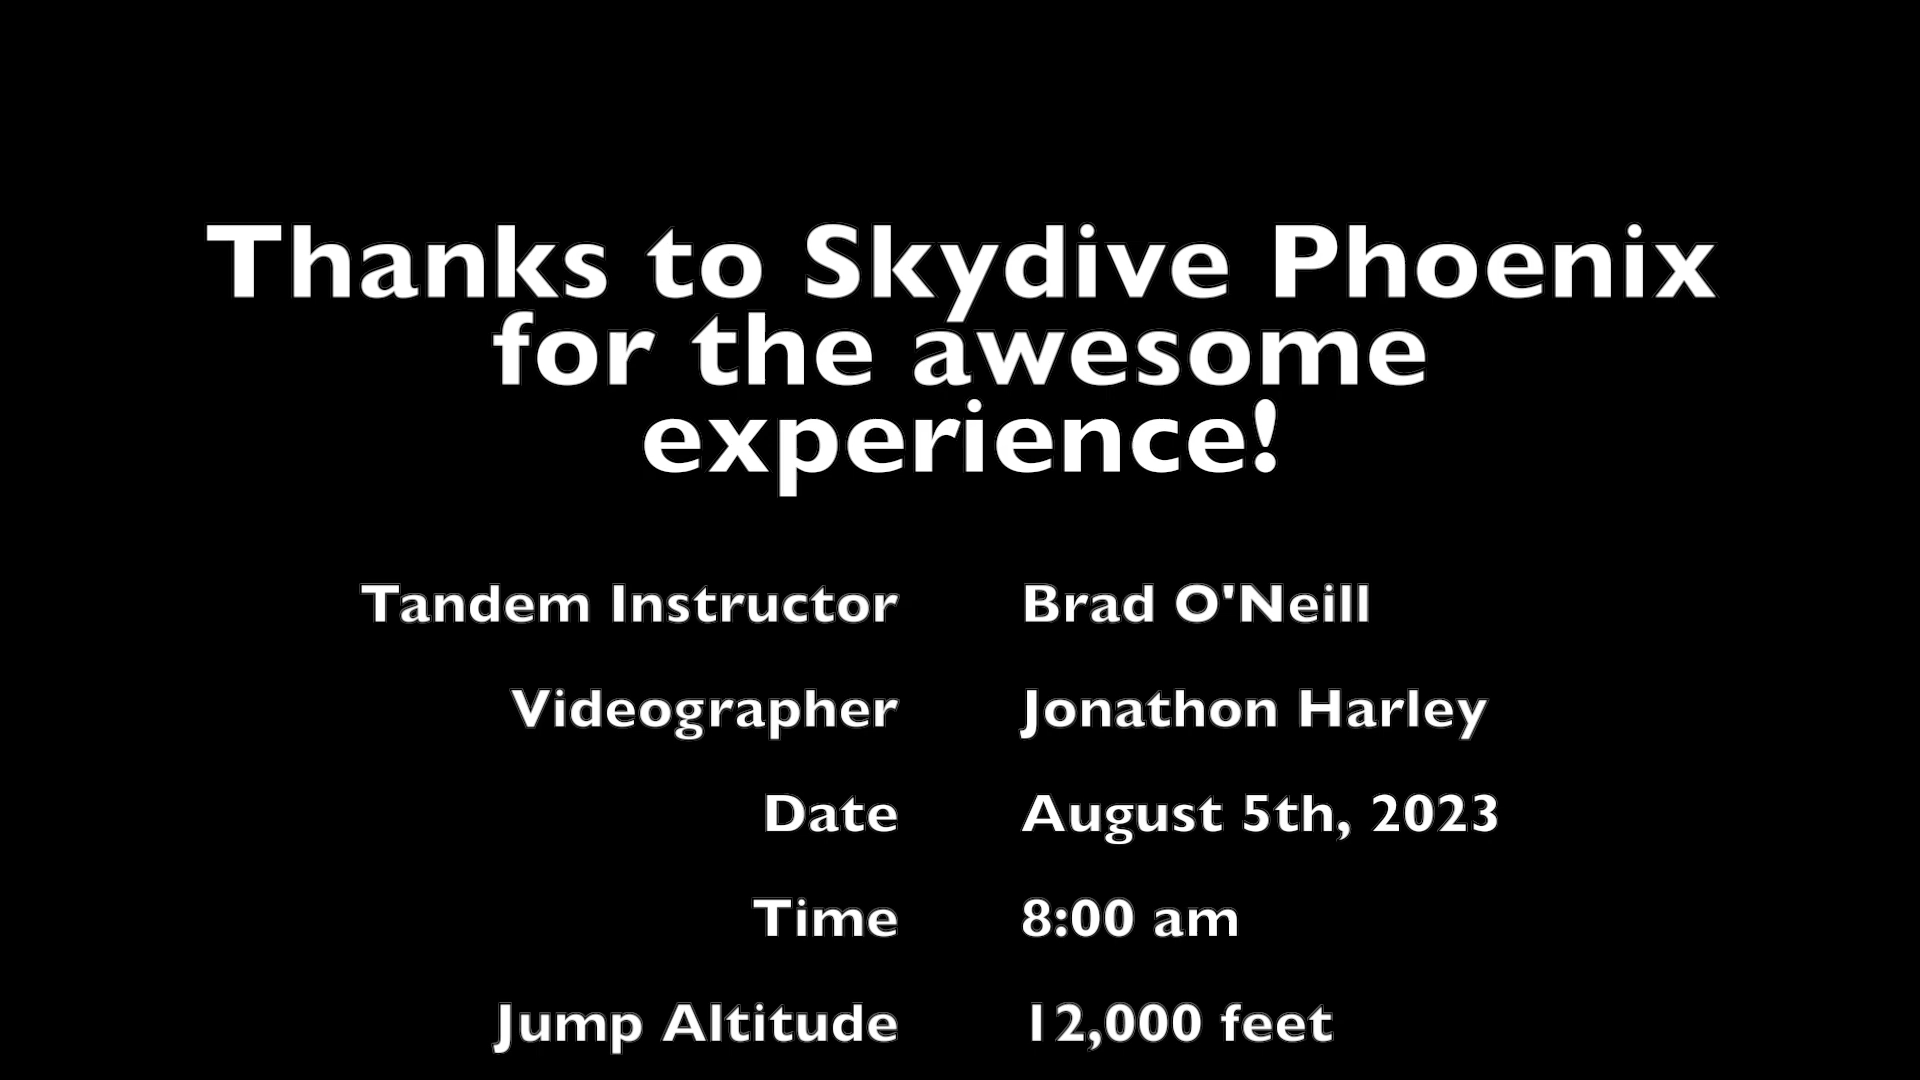 Thanks to Skydive Phoenix
for the awesome
experience!
Tandem Instructor Brad O'Neill
Videographer Jonathon Harley
Date August 5th, 2023
Time 8:00 am
Jump Altitude 12,000 feet